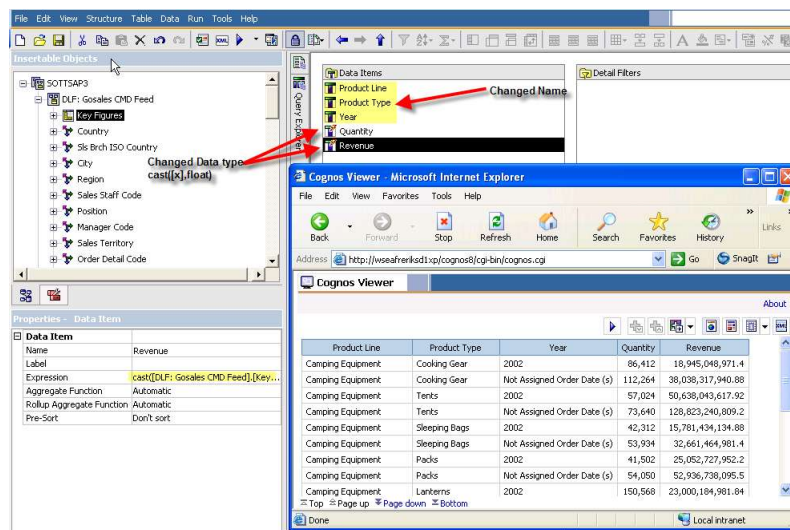 File Edit View Structure Table Data Run Tools Help
Insertable Objects
SOTTSAP3
DLF: Gosales CMD Feed
Key Figures
Country
Sls Brch ISO Country
City
Region
Sales Staff Code
Position
Manager Code
Sales Territory
Order Detail Code
Changed Data type
cast([x],float)
Query Explorer
Data Items
Product Line
Product Type
Year
Quantity
Revenue
Changed Name
Detail Filters
Properties - Data Item
Data Item
Name Revenue
Label
Expression cast([DLF: Gosales CMD Feed].[Key...
Aggregate Function Automatic
Rollup Aggregate Function Automatic
Pre-Sort Don't sort
Cognos Viewer - Microsoft Internet Explorer
File Edit View Favorites Tools Help
Back Forward Stop Refresh Home Search Favorites History Links
Address http://wseafreriksd1xp/cognos8/cgi-bin/cognos.cgi Go SnagIt
Cognos Viewer
About
Product Line Product Type Year Quantity Revenue
Camping Equipment Cooking Gear 2002 86,412 18,945,048,971.4
Camping Equipment Cooking Gear Not Assigned Order Date (s) 112,264 38,038,317,940.88
Camping Equipment Tents 2002 57,024 50,638,043,617.92
Camping Equipment Tents Not Assigned Order Date (s) 73,640 128,823,240,809.2
Camping Equipment Sleeping Bags 2002 42,312 15,781,434,134.88
Camping Equipment Sleeping Bags Not Assigned Order Date (s) 53,934 32,661,464,981.4
Camping Equipment Packs 2002 41,502 25,052,727,952.2
Camping Equipment Packs Not Assigned Order Date (s) 54,050 52,936,738,095.5
Camping Equipment Lanterns 2002 150,568 23,000,184,981.84
Top Page up Page down Bottom
Done Local intranet